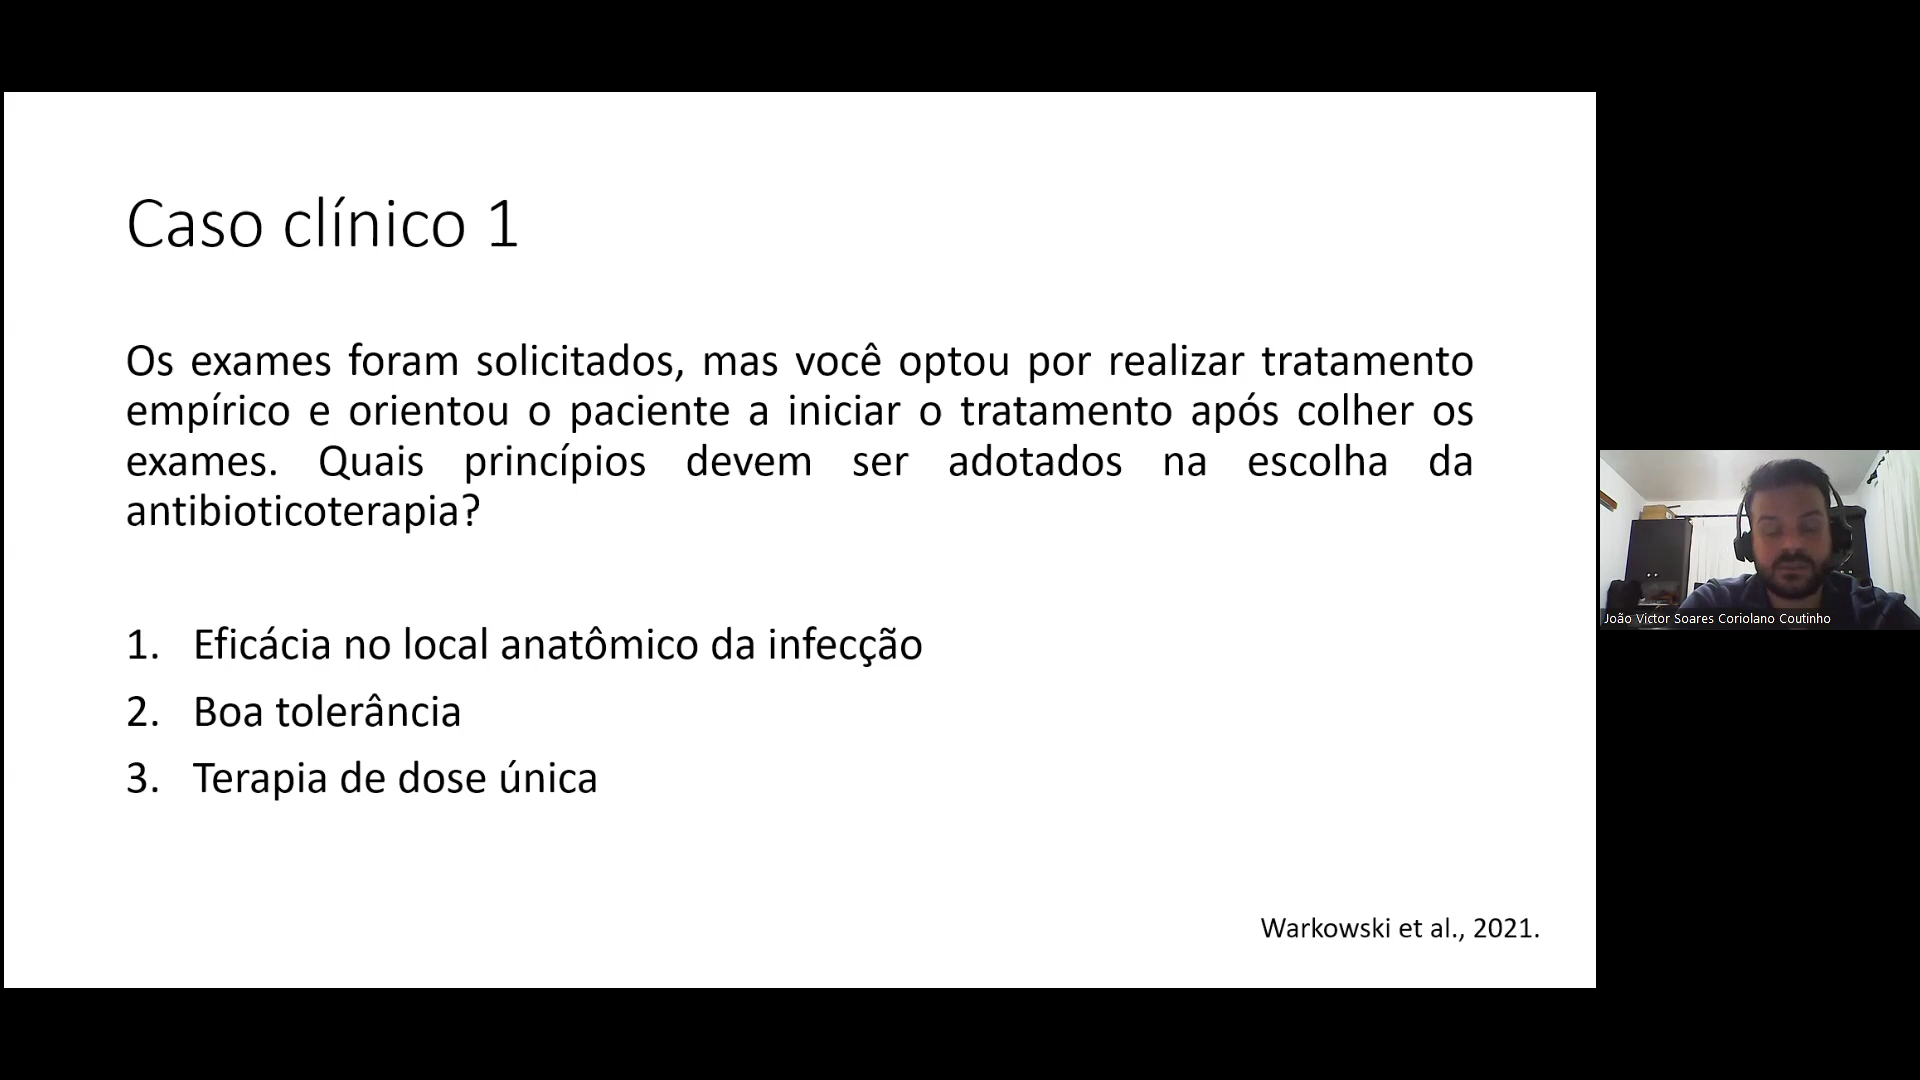 Caso clínico 1
Os exames foram solicitados, mas você optou por realizar tratamento
empírico e orientou o paciente a iniciar o tratamento após colher os
exames. Quais princípios devem ser adotados na escolha da
antibioticoterapia?
1. Eficácia no local anatômico da infecção
2. Boa tolerância
3. Terapia de dose única
Warkowski et al., 2021.
João Victor Soares Coriolano Coutinho